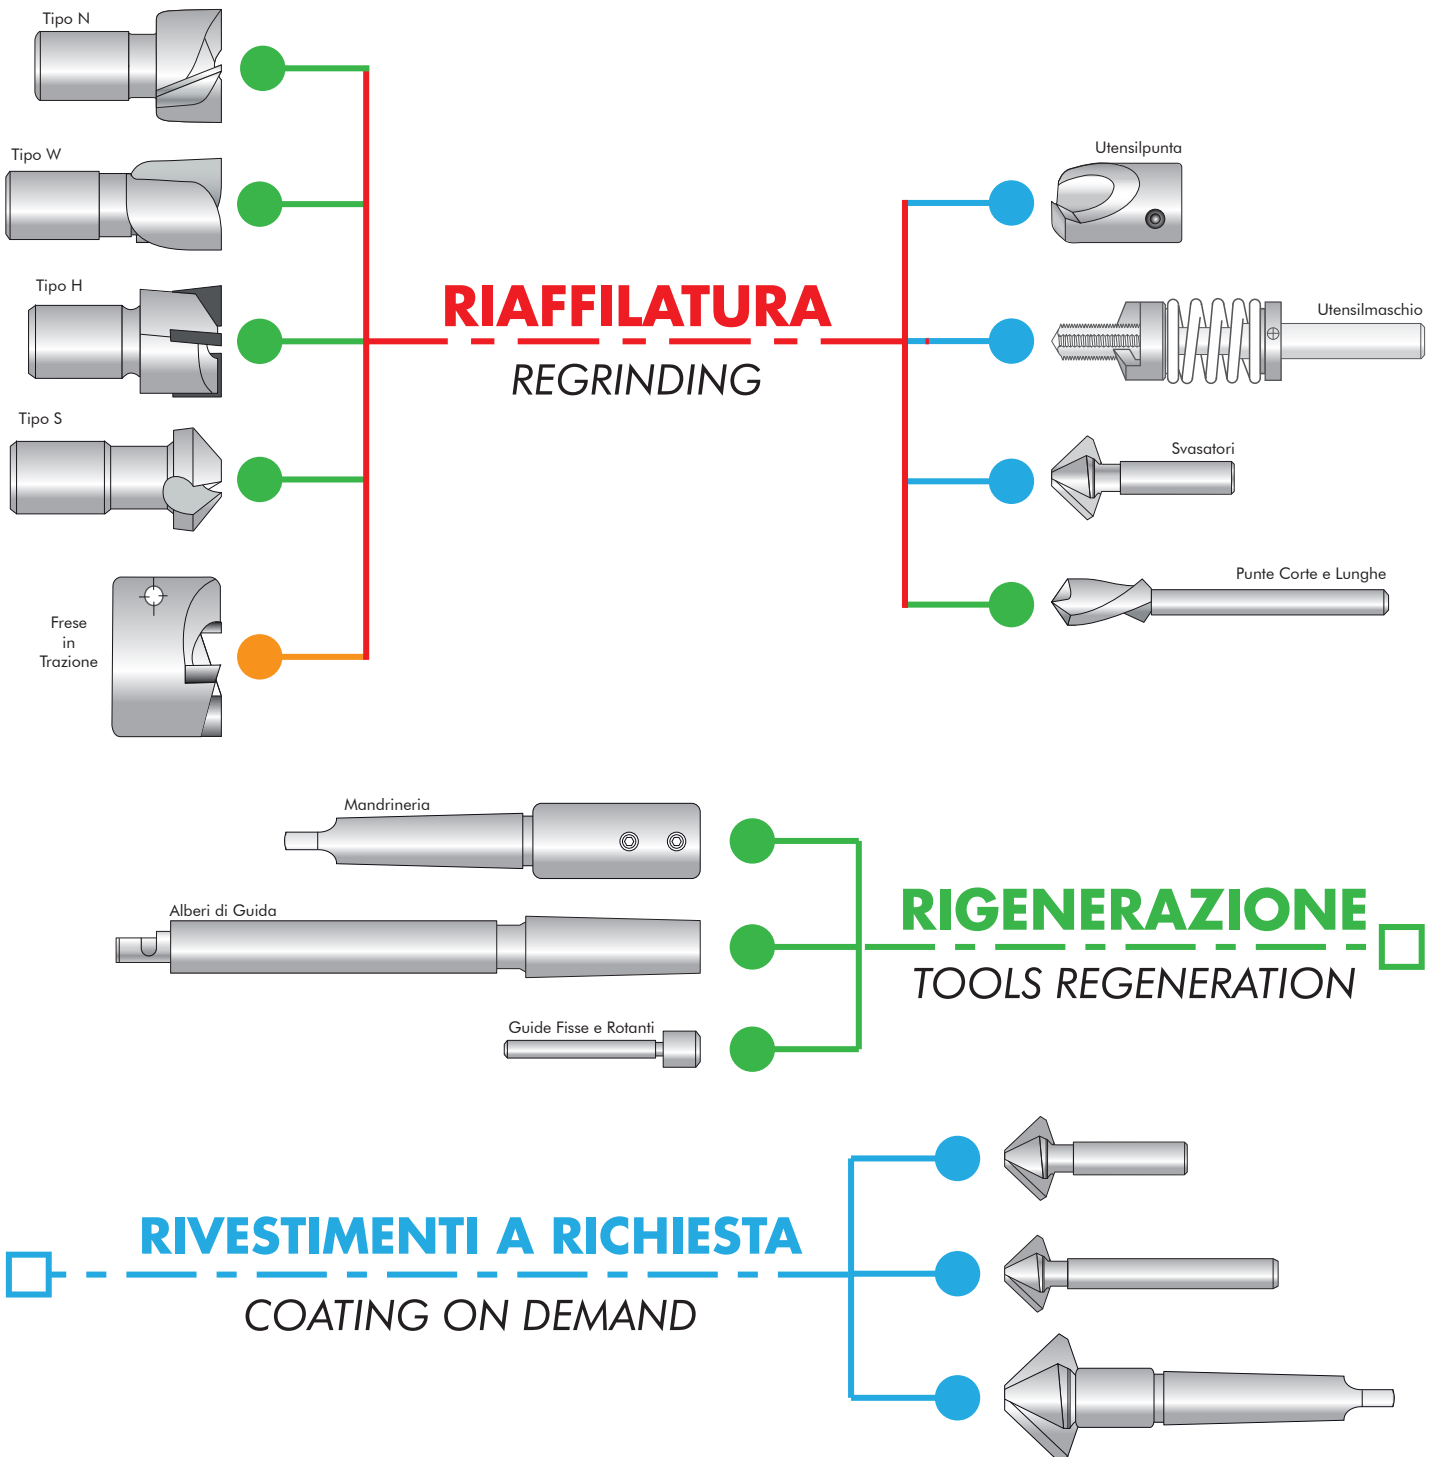 Tipo N
Tipo W
Tipo H
Tipo S
Frese
in
Trazione
RIAFFILATURA
REGRINDING
Utensilpunta
Utensilmaschio
Svasatori
Punte Corte e Lunghe
Mandrineria
Alberi di Guida
Guide Fisse e Rotanti
RIGENERAZIONE
TOOLS REGENERATION
RIVESTIMENTI A RICHIESTA
COATING ON DEMAND